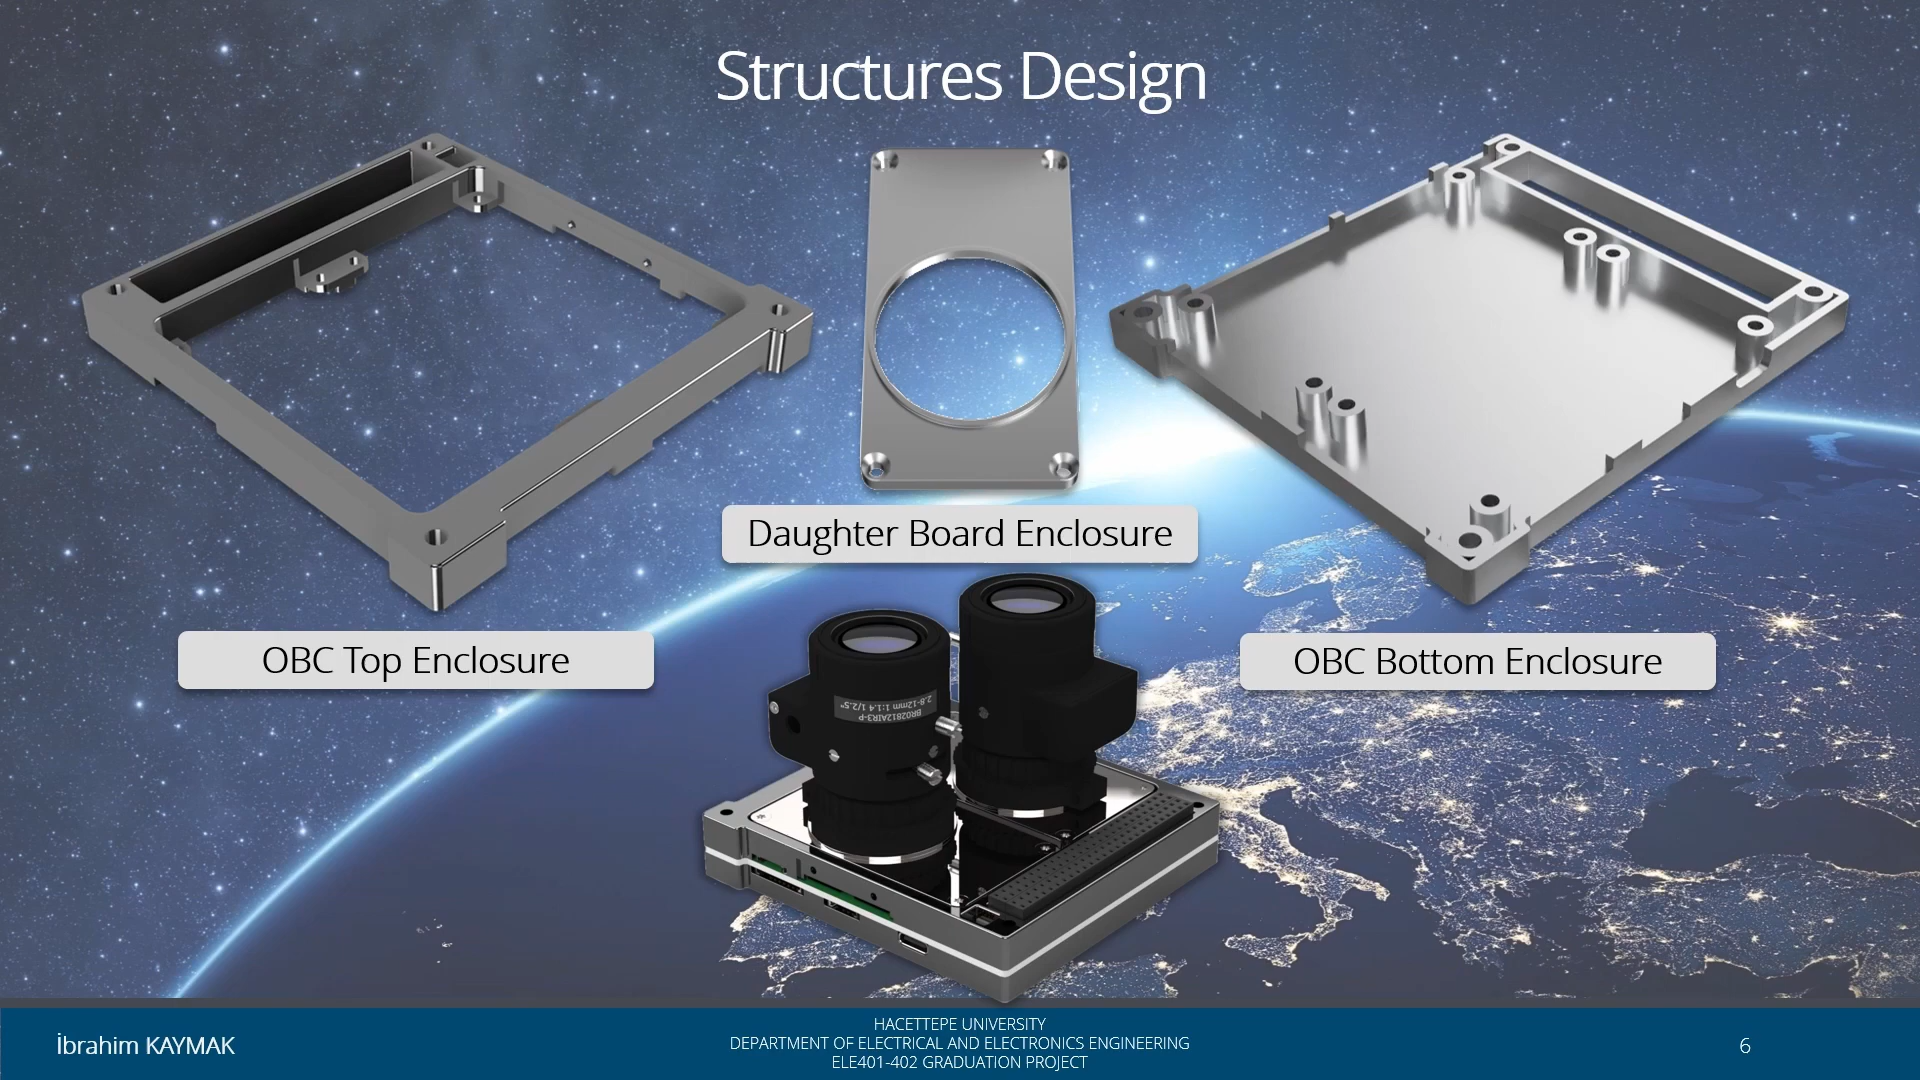 Structures Design
Daughter Board Enclosure
OBC Top Enclosure
OBC Bottom Enclosure
BR02812AIR3-P
2.8-12mm 1:1.4 1/2.5"
İbrahim KAYMAK
HACETTEPE UNIVERSITY
DEPARTMENT OF ELECTRICAL AND ELECTRONICS ENGINEERING
ELE401-402 GRADUATION PROJECT
6